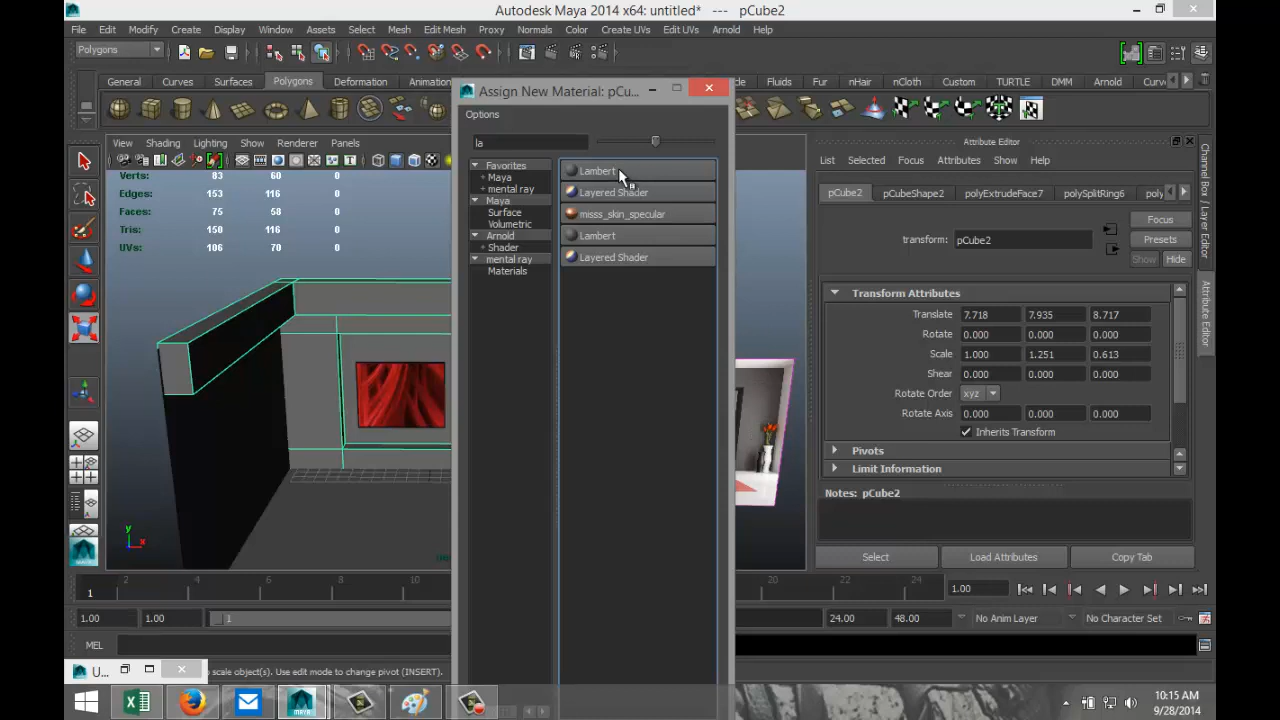 Autodesk Maya 2014 x64: untitled* --- pCube2
File Edit Modify Create Display Window Assets Select Mesh Edit Mesh Proxy Normals Color Create UVs Edit UVs Arnold Help
Polygons
General Curves Surfaces Polygons Deformation Fluids Fur nHair nCloth Custom TURTLE DMM Arnold
Assign New Material: pCu...
Options
la
Favorites
+ Maya
+ mental ray
Maya
Surface
Volumetric
Arnold
+ Shader
mental ray
Materials
Lambert
Layered Shader
misss_skin_specular
Lambert
Layered Shader
View Shading Lighting Show Renderer Panels
Verts: 83 60
Edges: 153 116
Faces: 75 58
Tris: 150 116
UVs: 106 70
y
x
Attribute Editor
List Selected Focus Attributes Show Help
pCube2 pCubeShape2 polyExtrudeFace7 polySplitRing6 poly
transform: pCube2
Focus
Presets
Show Hide
Transform Attributes
Translate 7.718 7.935 8.717
Rotate 0.000 0.000 0.000
Scale 1.000 1.251 0.613
Shear 0.000 0.000 0.000
Rotate Order xyz
Rotate Axis 0.000 0.000 0.000
Inherits Transform
Pivots
Limit Information
Notes: pCube2
Select Load Attributes Copy Tab
Channel Box / Layer Editor
Attribute Editor
2 4 6 8 10 20 22 24
1
1.00
1.00 1.00 1 24.00 48.00 No Anim Layer No Character Set
MEL
U...
scale object(s). Use edit mode to change pivot (INSERT).
MAYA
10:15 AM
9/28/2014